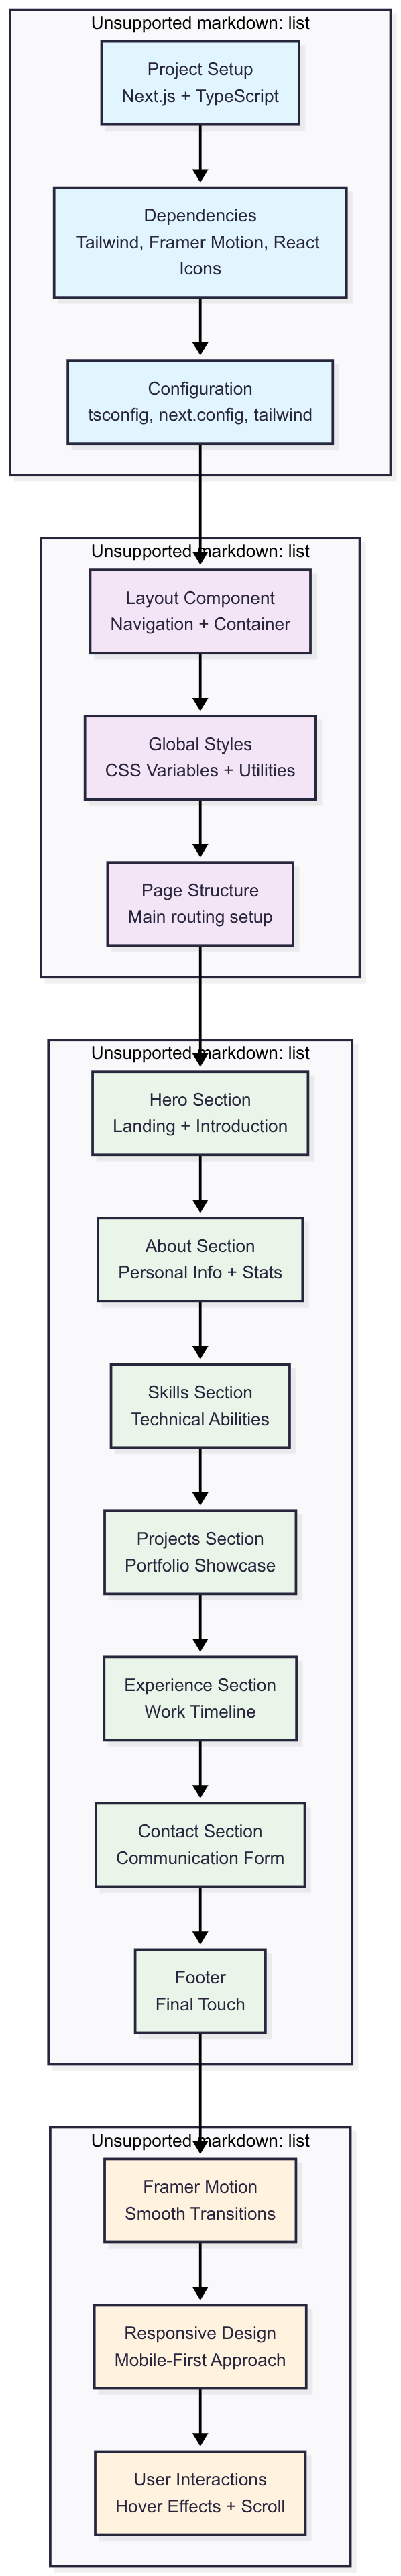 Unsupported markdown: list
Project Setup
Next.js + TypeScript
Dependencies
Tailwind, Framer Motion, React
Icons
Configuration
tsconfig, next.config, tailwind
Unsupported markdown: list
Layout Component
Navigation + Container
Global Styles
CSS Variables + Utilities
Page Structure
Main routing setup
Unsupported markdown: list
Hero Section
Landing + Introduction
About Section
Personal Info + Stats
Skills Section
Technical Abilities
Projects Section
Portfolio Showcase
Experience Section
Work Timeline
Contact Section
Communication Form
Footer
Final Touch
Unsupported markdown: list
Framer Motion
Smooth Transitions
Responsive Design
Mobile-First Approach
User Interactions
Hover Effects + Scroll